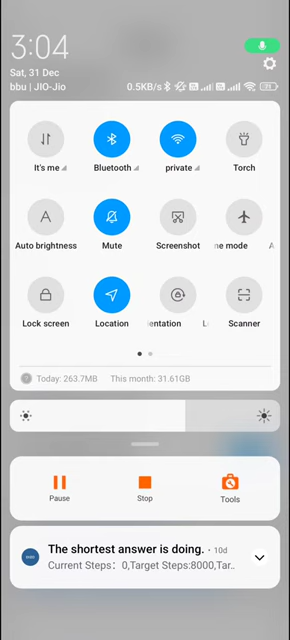 3:04
Sat, 31 Dec
bbu | JIO-Jio
0.5KB/s
It's me
Bluetooth
private
Torch
A
Auto brightness
Mute
Screenshot
ne mode
A
Lock screen
Location
ientation
L
Scanner
Today: 263.7MB
This month: 31.61GB
Pause
Stop
Tools
The shortest answer is doing. • 10d
Current Steps：0,Target Steps:8000,Tar..